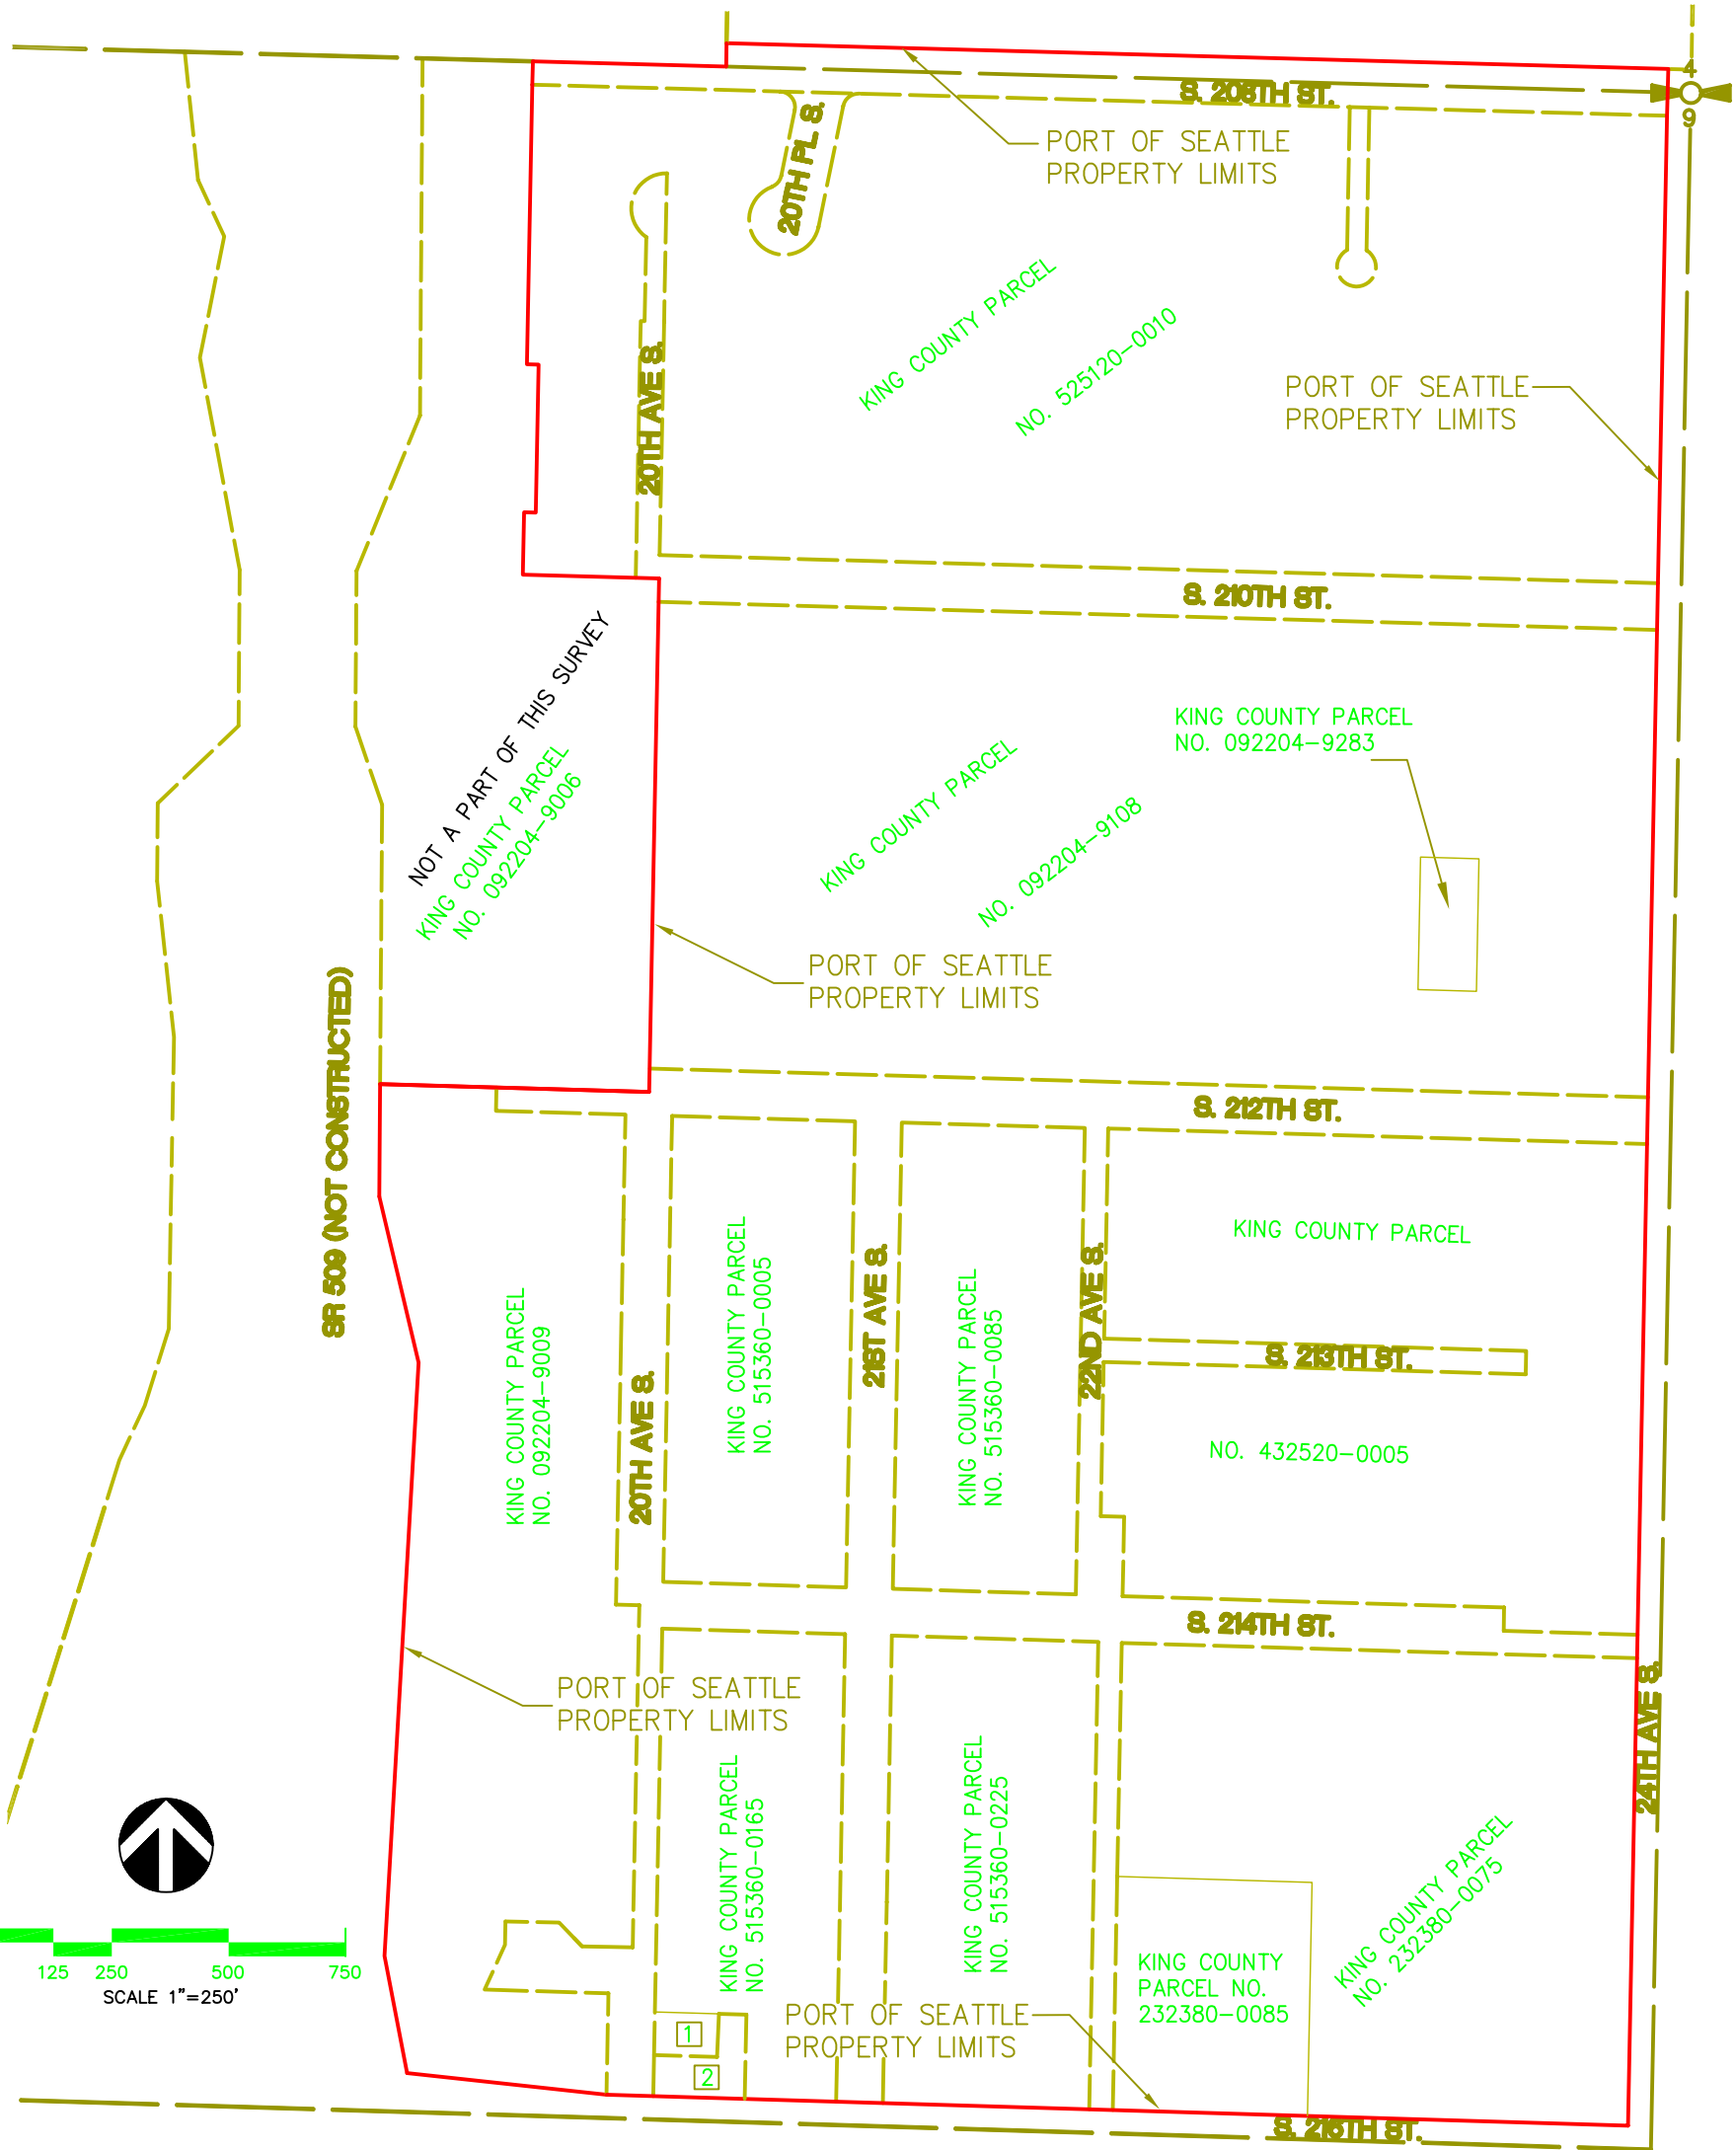 4
9
S. 208TH ST.
PORT OF SEATTLE
PROPERTY LIMITS
20TH PL S.
KING COUNTY PARCEL
NO. 525120-0010
20TH AVE S.
PORT OF SEATTLE
PROPERTY LIMITS
S. 210TH ST.
NOT A PART OF THIS SURVEY
KING COUNTY PARCEL
NO. 092204-9006
KING COUNTY PARCEL
NO. 092204-9108
KING COUNTY PARCEL
NO. 092204-9283
PORT OF SEATTLE
PROPERTY LIMITS
SR 509 (NOT CONSTRUCTED)
S. 212TH ST.
KING COUNTY PARCEL
NO. 092204-9009
20TH AVE S.
KING COUNTY PARCEL
NO. 515360-0005
21ST AVE S.
KING COUNTY PARCEL
NO. 515360-0085
22ND AVE S.
KING COUNTY PARCEL
S. 213TH ST.
NO. 432520-0005
S. 214TH ST.
PORT OF SEATTLE
PROPERTY LIMITS
24TH AVE S.
KING COUNTY PARCEL
NO. 515360-0165
KING COUNTY PARCEL
NO. 515360-0225
KING COUNTY
PARCEL NO.
232380-0085
KING COUNTY PARCEL
NO. 232380-0075
125 250 500 750
SCALE 1"=250'
1
2
PORT OF SEATTLE
PROPERTY LIMITS
S. 216TH ST.